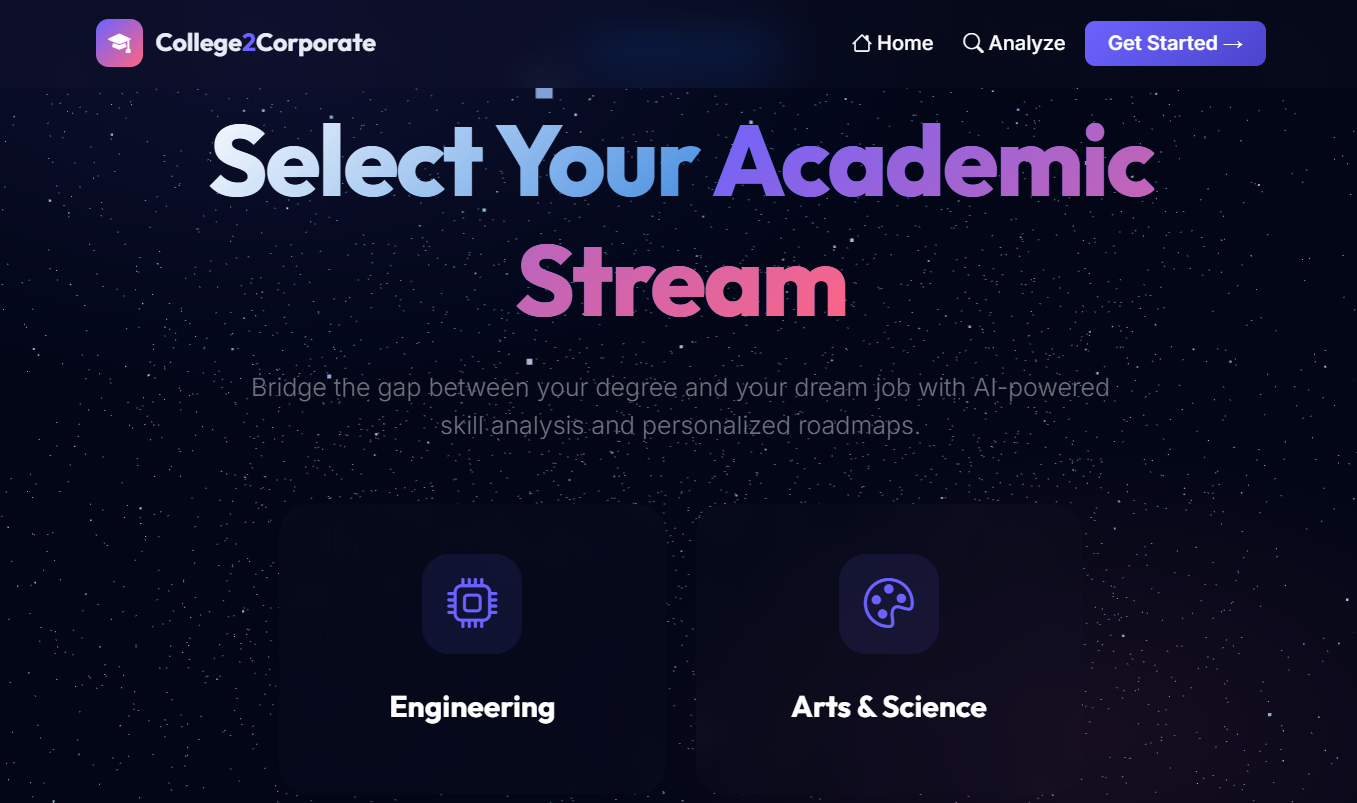 College2Corporate
Home
Analyze
Get Started →
Select Your Academic
Stream
Bridge the gap between your degree and your dream job with AI-powered
skill analysis and personalized roadmaps.
Engineering
Arts & Science